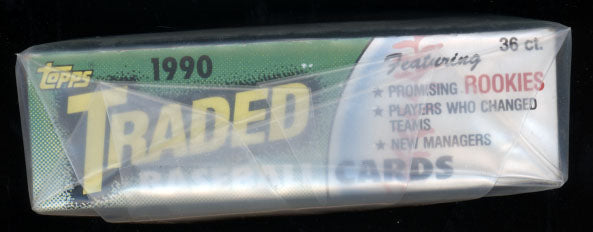 topps
1990
TRADED
BASEBALL CARDS
Featuring
36 ct.
★ PROMISING ROOKIES
★ PLAYERS WHO CHANGED
TEAMS
★ NEW MANAGERS